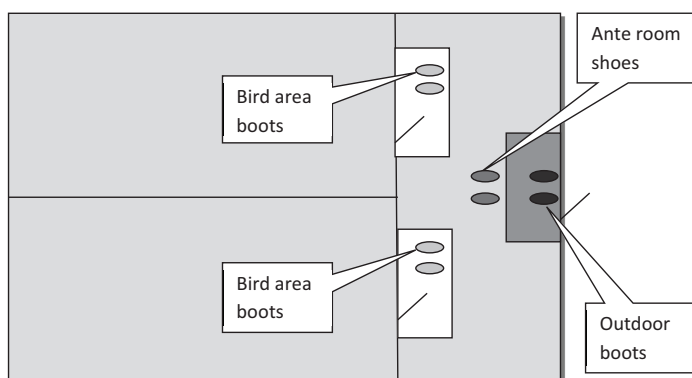 Ante room
shoes
Bird area
boots
Bird area
boots
Outdoor
boots